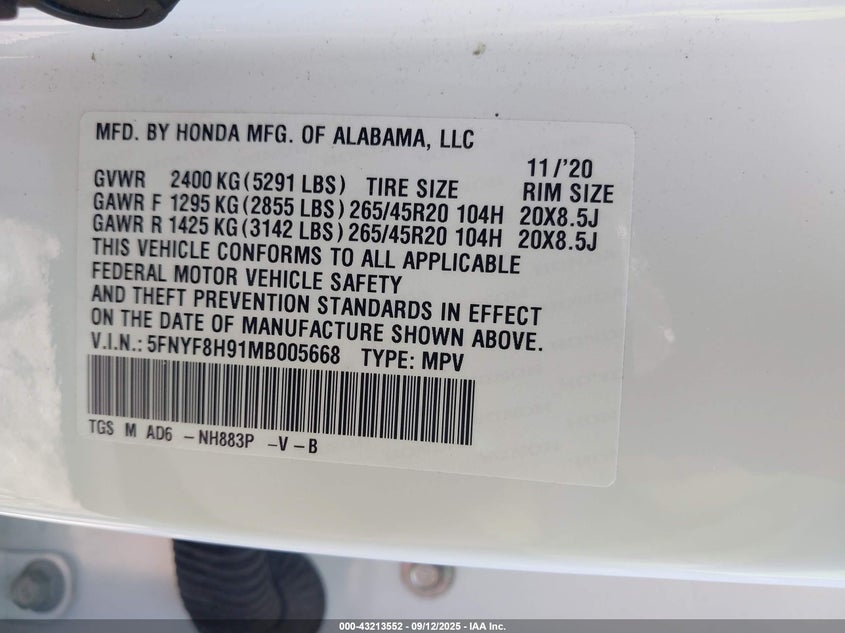 MFD. BY HONDA MFG. OF ALABAMA, LLC
11/'20
GVWR 2400 KG (5291 LBS) TIRE SIZE RIM SIZE
GAWR F 1295 KG (2855 LBS) 265/45R20 104H 20X8.5J
GAWR R 1425 KG (3142 LBS) 265/45R20 104H 20X8.5J
THIS VEHICLE CONFORMS TO ALL APPLICABLE
FEDERAL MOTOR VEHICLE SAFETY
AND THEFT PREVENTION STANDARDS IN EFFECT
ON THE DATE OF MANUFACTURE SHOWN ABOVE.
V.I.N.: 5FNYF8H91MB005668 TYPE: MPV
TGS M AD6 -NH883P -V-B
000-43213552 - 09/12/2025 - IAA Inc.